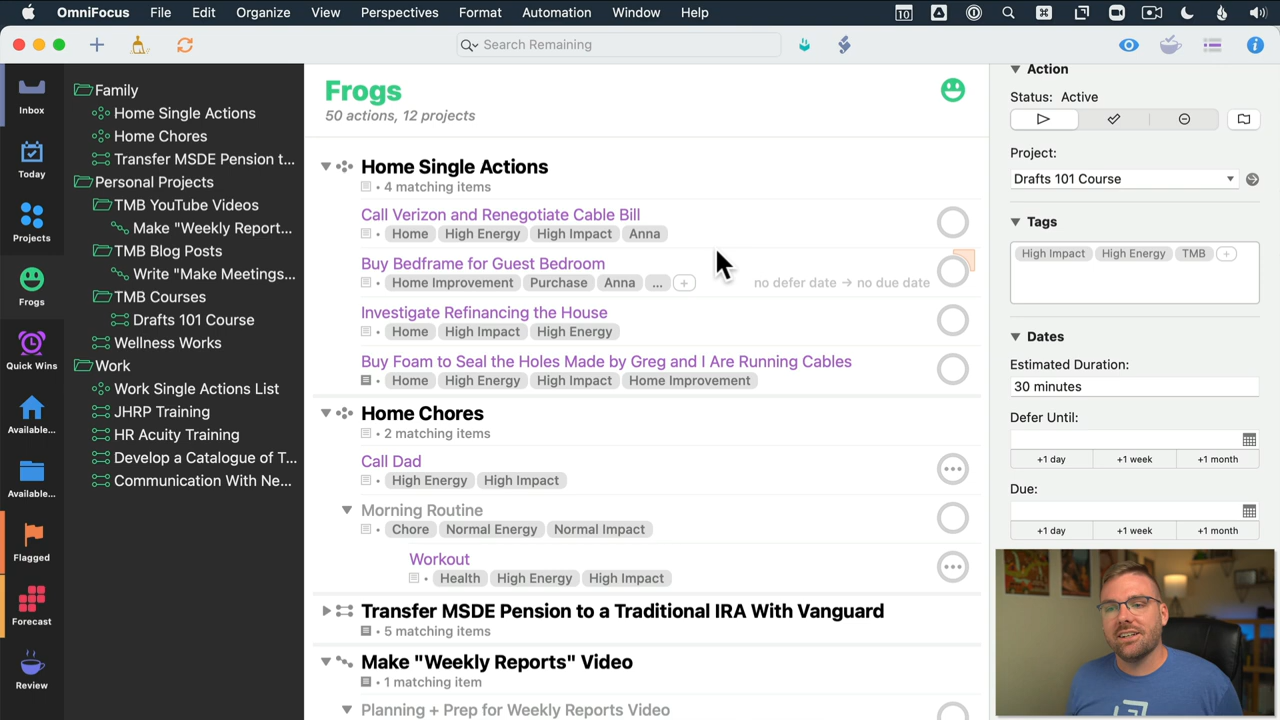 OmniFocus File Edit Organize View Perspectives Format Automation Window Help
10
Search Remaining
Inbox
Today
Projects
Frogs
Quick Wins
Available...
Available...
Flagged
Forecast
Review
Family
Home Single Actions
Home Chores
Transfer MSDE Pension t...
Personal Projects
TMB YouTube Videos
Make "Weekly Report...
TMB Blog Posts
Write "Make Meetings...
TMB Courses
Drafts 101 Course
Wellness Works
Work
Work Single Actions List
JHRP Training
HR Acuity Training
Develop a Catalogue of T...
Communication With Ne...
Frogs
50 actions, 12 projects
Home Single Actions
• 4 matching items
Call Verizon and Renegotiate Cable Bill
• Home High Energy High Impact Anna
Buy Bedframe for Guest Bedroom
• Home Improvement Purchase Anna ... + no defer date → no due date
Investigate Refinancing the House
• Home High Impact High Energy
Buy Foam to Seal the Holes Made by Greg and I Are Running Cables
• Home High Energy High Impact Home Improvement
Home Chores
• 2 matching items
Call Dad
• High Energy High Impact
Morning Routine
• Chore Normal Energy Normal Impact
Workout
• Health High Energy High Impact
Transfer MSDE Pension to a Traditional IRA With Vanguard
• 5 matching items
Make "Weekly Reports" Video
• 1 matching item
Planning + Prep for Weekly Reports Video
Action
Status: Active
Project:
Drafts 101 Course
Tags
High Impact High Energy TMB +
Dates
Estimated Duration:
30 minutes
Defer Until:
+1 day +1 week +1 month
Due:
+1 day +1 week +1 month